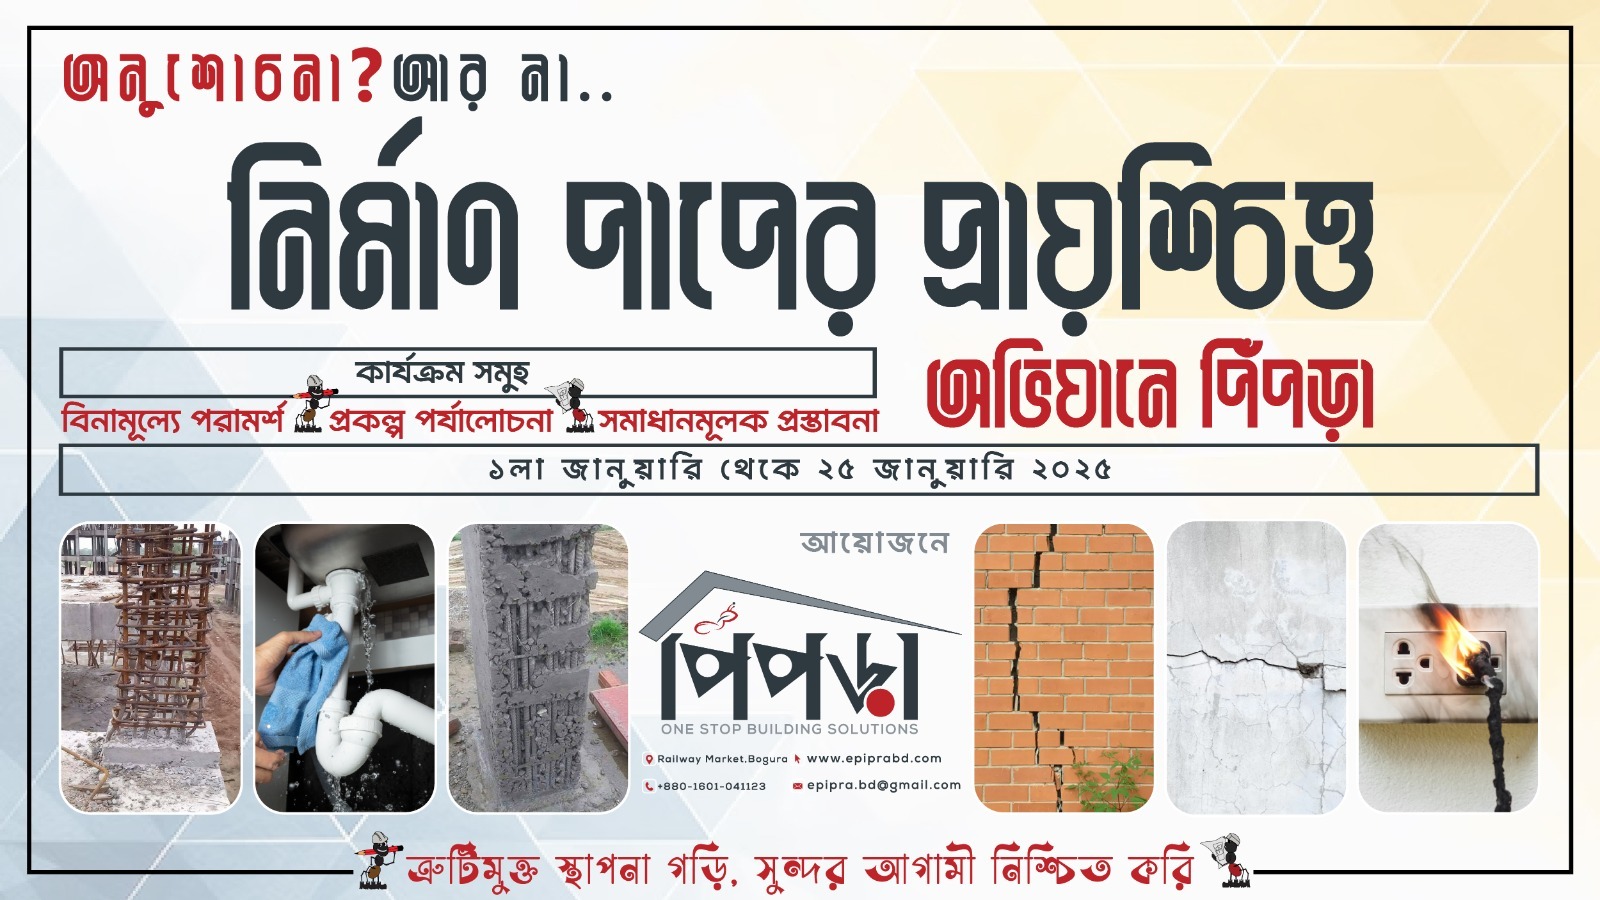 অনুশোচনা? আর না..
নির্মাণ পাপের প্রায়শ্চিত্ত
অভিযানে পিঁপড়া
কার্যক্রম সমুহ
বিনামূল্যে পরামর্শ প্রকল্প পর্যালোচনা সমাধানমূলক প্রস্তাবনা
১লা জানুয়ারি থেকে ২৫ জানুয়ারি ২০২৫
আয়োজনে
পিঁপড়া
ONE STOP BUILDING SOLUTIONS
Railway Market,Bogura www.epiprabd.com
+880-1601-041123 epipra.bd@gmail.com
ত্রুটিমুক্ত স্থাপনা গড়ি, সুন্দর আগামী নিশ্চিত করি